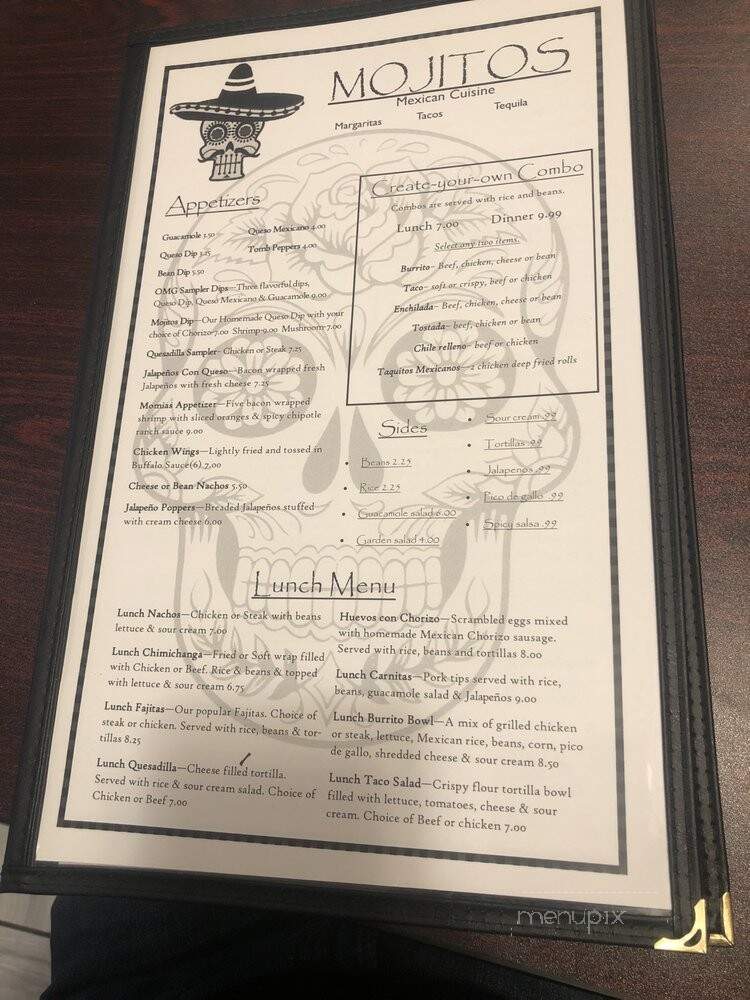 MOJITOS
Mexican Cuisine
Margaritas Tacos Tequila
Appetizers
Guacamole 3.50
Queso Mexicano 4.00
Queso Dip 3.25
Tomb Peppers 4.00
Bean Dip 5.50
OMG Sampler Dips—Three flavorful dips,
Queso Dip, Queso Mexicano & Guacamole 9.00
Mojitos Dip—Our Homemade Queso Dip with your
choice of Chorizo-7.00 Shrimp-9.00 Mushroom-7.00
Quesadilla Sampler- Chicken or Steak 7.25
Jalapeños Con Queso—Bacon wrapped fresh
Jalapeños with fresh cheese 7.25
Momias Appetizer—Five bacon wrapped
shrimp with sliced oranges & spicy chipotle
ranch sauce 9.00
Chicken Wings—Lightly fried and tossed in
Buffalo Sauce(6) 7.00
Cheese or Bean Nachos 5.50
Jalapeño Poppers—Breaded Jalapeños stuffed
with cream cheese 6.00
Create-your-own Combo
Combos are served with rice and beans.
Lunch 7.00 Dinner 9.99
Select any two items.
Burrito- Beef, chicken, cheese or bean
Taco- soft or crispy, beef or chicken
Enchilada- Beef, chicken, cheese or bean
Tostada- beef, chicken or bean
Chile relleno- beef or chicken
Taquitos Mexicanos—2 chicken deep fried rolls
Sides
• Beans 2.25
• Rice 2.25
• Guacamole salad 6.00
• Garden salad 4.00
• Sour cream .99
• Tortillas .99
• Jalapenos .99
• Pico de gallo .99
• Spicy salsa .99
Lunch Menu
Lunch Nachos—Chicken or Steak with beans
lettuce & sour cream 7.00
Lunch Chimichanga—Fried or Soft wrap filled
with Chicken or Beef. Rice & beans & topped
with lettuce & sour cream 6.75
Lunch Fajitas—Our popular Fajitas. Choice of
steak or chicken. Served with rice, beans & tor-
tillas 8.25
Lunch Quesadilla—Cheese filled tortilla.
Served with rice & sour cream salad. Choice of
Chicken or Beef 7.00
Huevos con Chorizo—Scrambled eggs mixed
with homemade Mexican Chorizo sausage.
Served with rice, beans and tortillas 8.00
Lunch Carnitas—Pork tips served with rice,
beans, guacamole salad & Jalapeños 9.00
Lunch Burrito Bowl—A mix of grilled chicken
or steak, lettuce, Mexican rice, beans, corn, pico
de gallo, shredded cheese & sour cream 8.50
Lunch Taco Salad—Crispy flour tortilla bowl
filled with lettuce, tomatoes, cheese & sour
cream. Choice of Beef or chicken 7.00
menupix